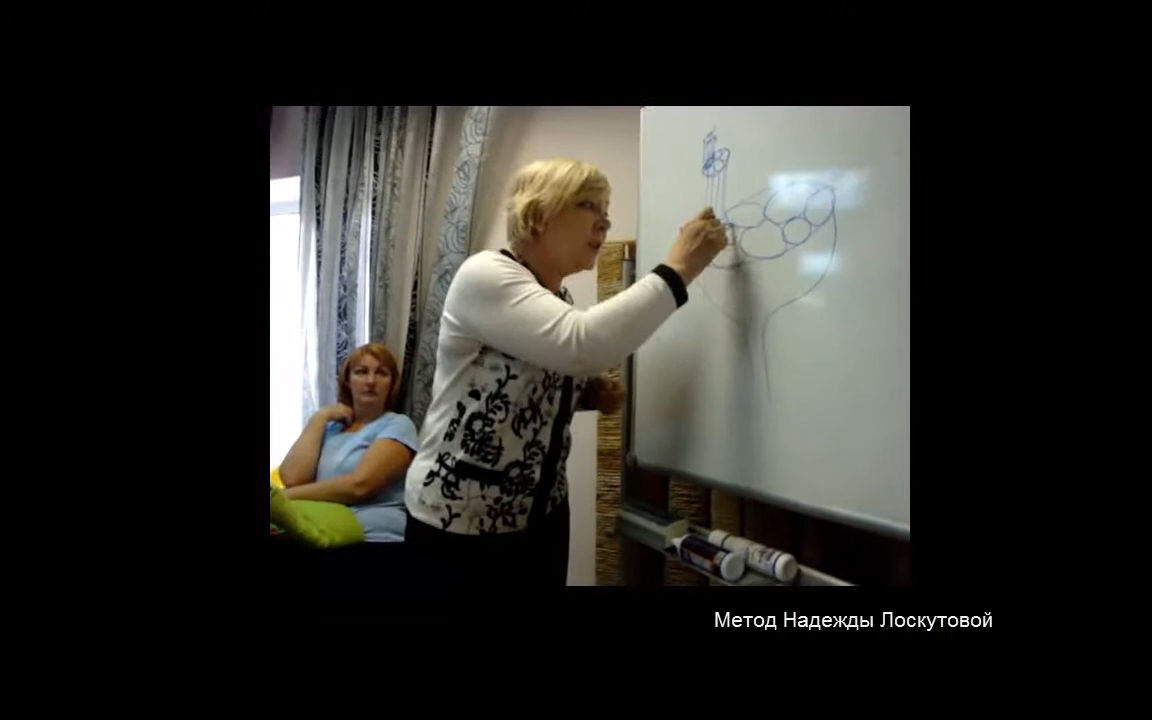 Метод Надежды Лоскутовой